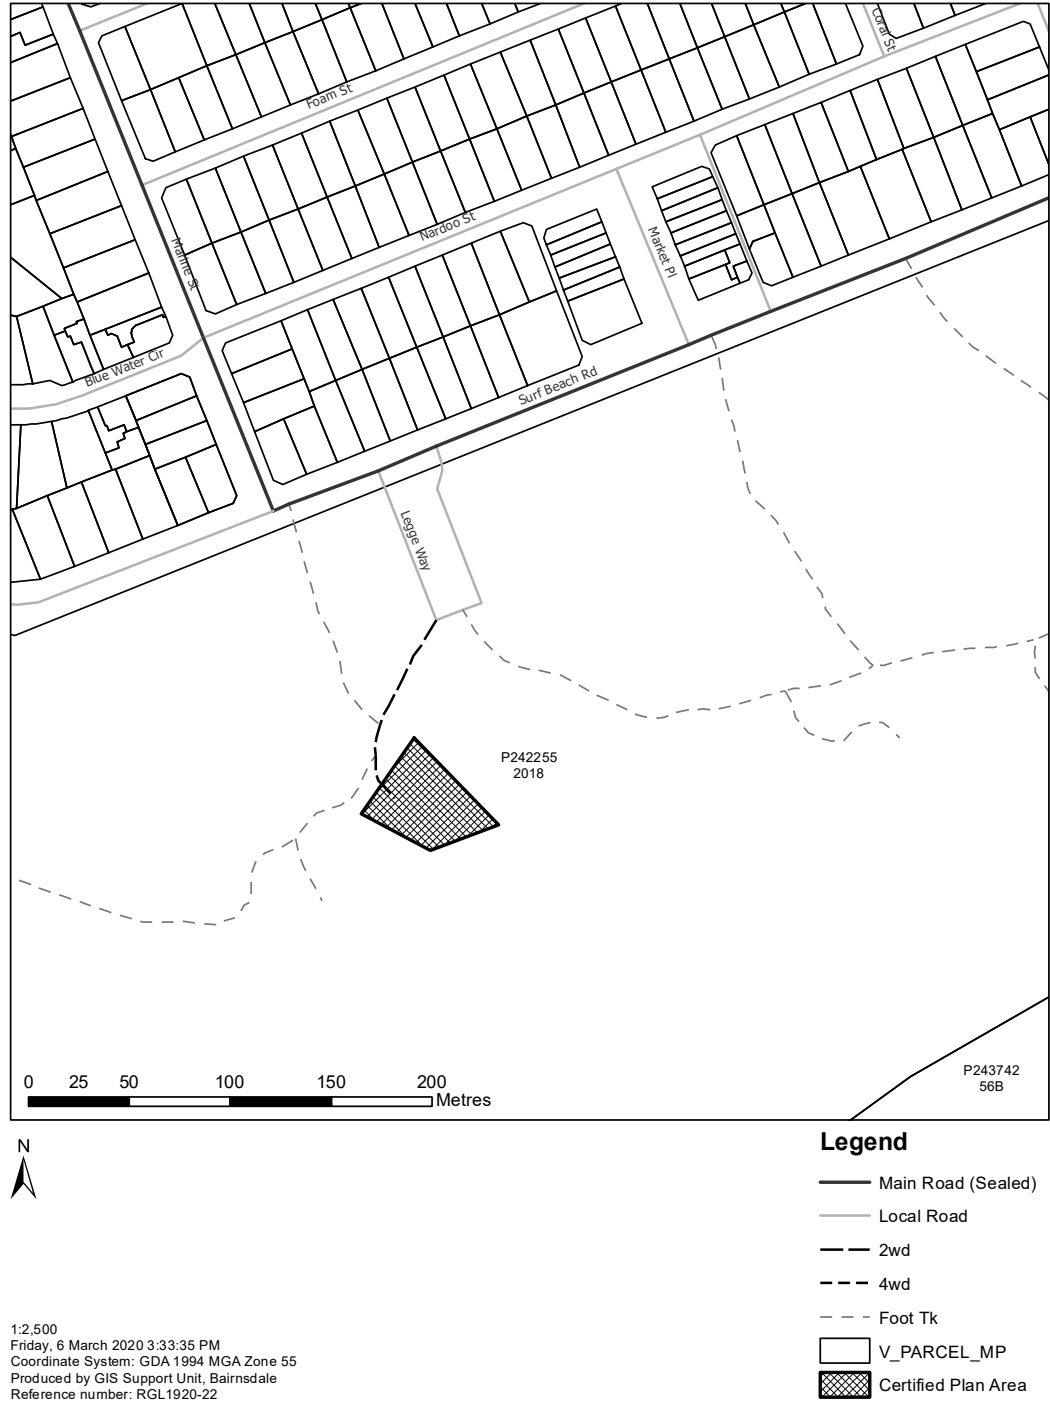 Coral St
Foam St
Nardoo St
Market Pl
Marine St
Blue Water Cir
Surf Beach Rd
Legge Way
P242255
2018
P243742
56B
0 25 50 100 150 200
Metres
N
Legend
Main Road (Sealed)
Local Road
2wd
4wd
Foot Tk
V_PARCEL_MP
Certified Plan Area
1:2,500
Friday, 6 March 2020 3:33:35 PM
Coordinate System: GDA 1994 MGA Zone 55
Produced by GIS Support Unit, Bairnsdale
Reference number: RGL1920-22